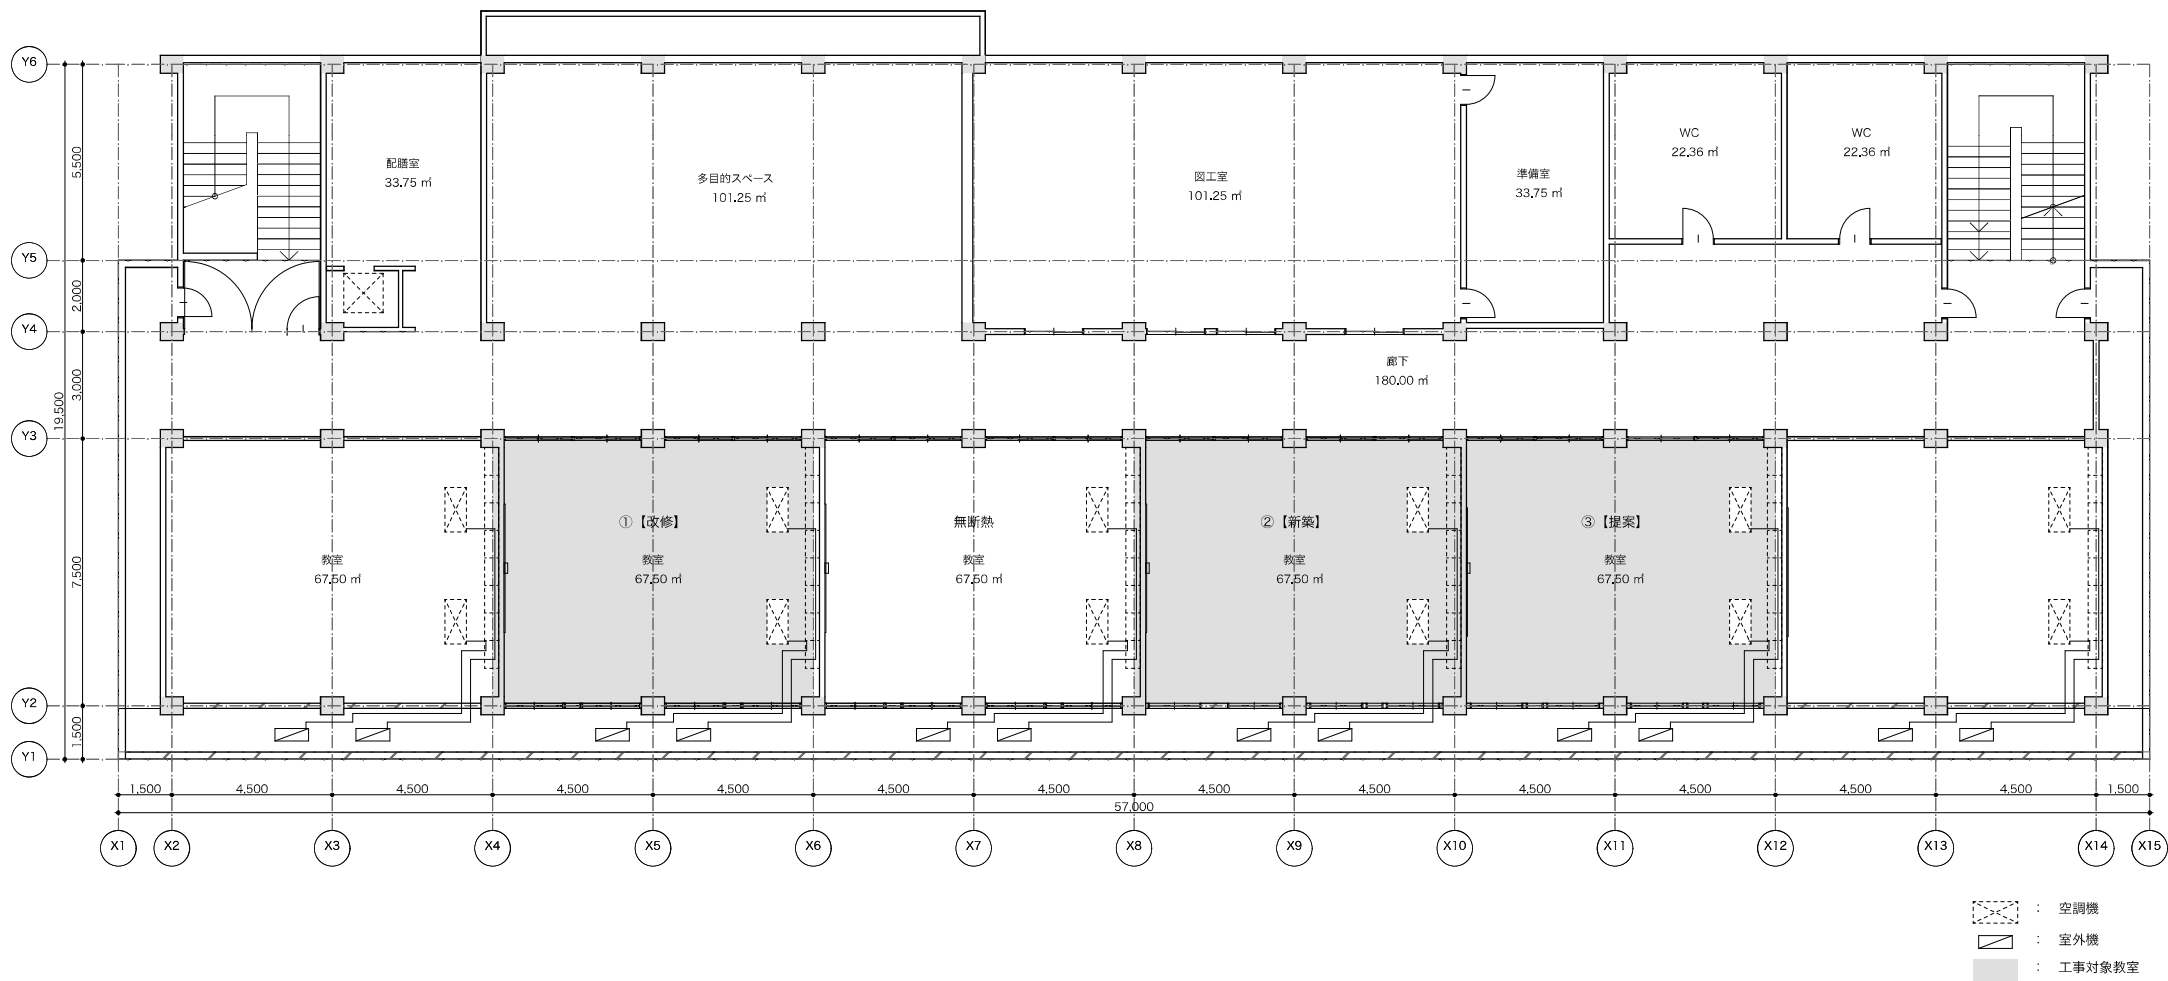 Y6
Y5
Y4
Y3
Y2
Y1
5,500
2,000
3,000
7,500
1,500
19,500
配膳室
33.75 ㎡
多目的スペース
101.25 ㎡
図工室
101.25 ㎡
準備室
33.75 ㎡
WC
22.36 ㎡
WC
22.36 ㎡
廊下
180.00 ㎡
教室
67.50 ㎡
①【改修】
教室
67.50 ㎡
無断熱
教室
67.50 ㎡
②【新築】
教室
67.50 ㎡
③【提案】
教室
67.50 ㎡
1,500 4,500 4,500 4,500 4,500 4,500 4,500 4,500 4,500 4,500 4,500 4,500 4,500 1,500
57,000
X1 X2 X3 X4 X5 X6 X7 X8 X9 X10 X11 X12 X13 X14 X15
： 空調機
： 室外機
： 工事対象教室